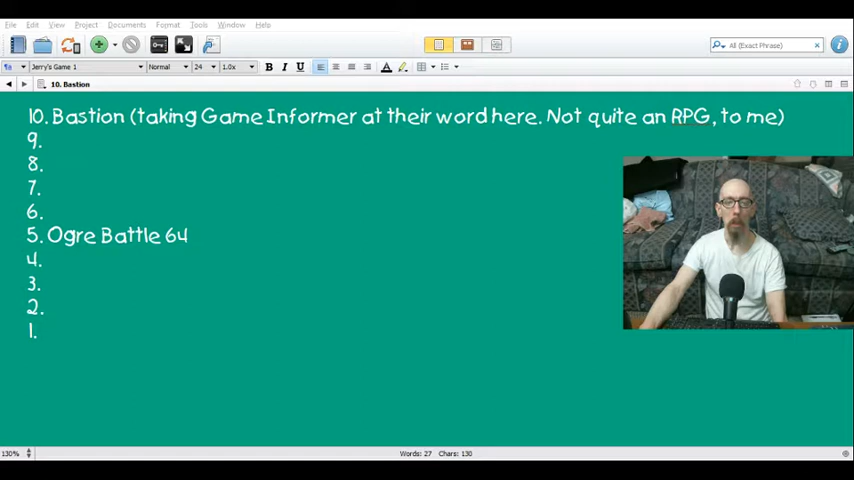 File Edit View Project Documents Format Tools Window Help
All (Exact Phrase)
Jerry's Game 1 Normal 24 1.0x B I U A
10. Bastion
10. Bastion (taking Game Informer at their word here. Not quite an RPG, to me)
9.
8.
7.
6.
5. Ogre Battle 64
4.
3.
2.
1.
130% Words: 27 Chars: 130